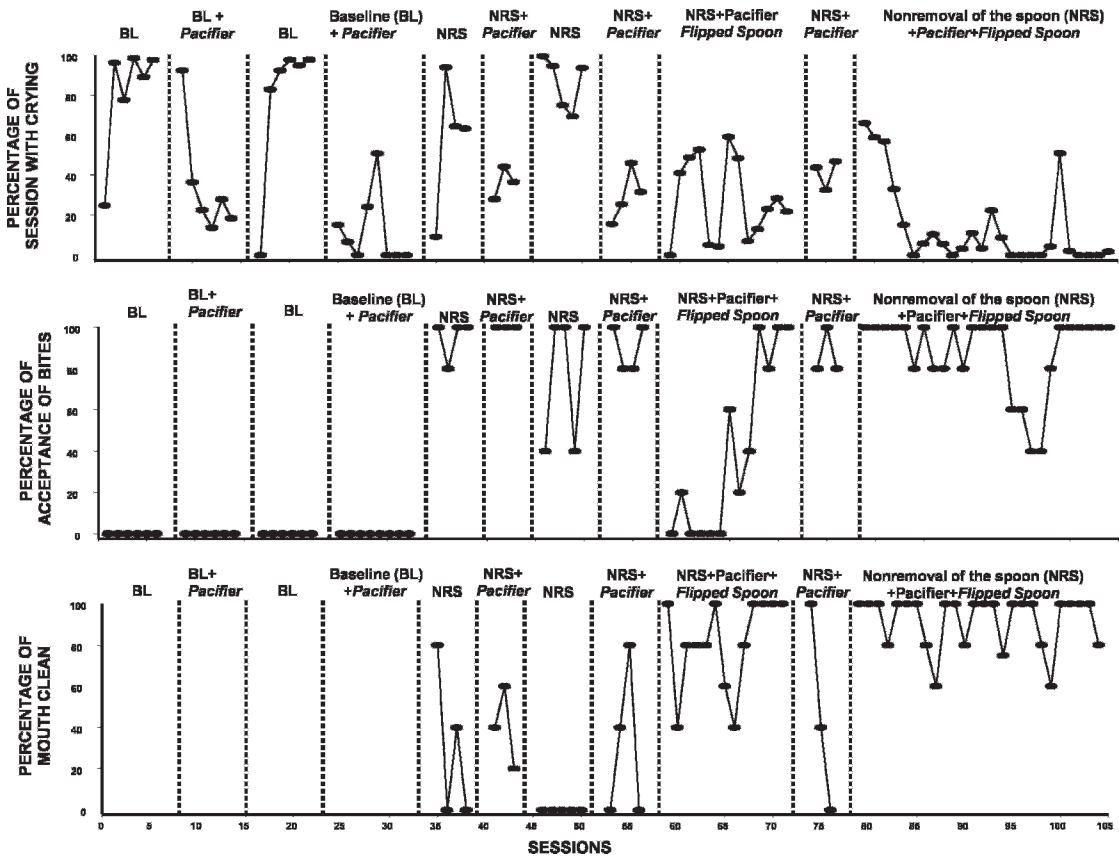 BL
BL +
Pacifier
BL
Baseline (BL)
+ Pacifier
NRS
NRS+
Pacifier
NRS
NRS+
Pacifier
NRS+Pacifier
Flipped Spoon
NRS+
Pacifier
Nonremoval of the spoon (NRS)
+Pacifier+Flipped Spoon
PERCENTAGE OF
SESSION WITH CRYING
100
80
60
40
20
0
BL
BL+
Pacifier
BL
Baseline (BL)
+ Pacifier
NRS
NRS+
Pacifier
NRS
NRS+
Pacifier
NRS+Pacifier+
Flipped Spoon
NRS+
Pacifier
Nonremoval of the spoon (NRS)
+Pacifier+Flipped Spoon
PERCENTAGE OF
ACCEPTANCE OF BITES
100
80
60
40
20
0
BL
BL+
Pacifier
BL
Baseline (BL)
+Pacifier
NRS
NRS+
Pacifier
NRS
NRS+
Pacifier
NRS+Pacifier+
Flipped Spoon
NRS+
Pacifier
Nonremoval of the spoon (NRS)
+Pacifier+Flipped Spoon
PERCENTAGE OF
MOUTH CLEAN
100
80
60
40
20
0
0 5 10 15 20 25 30 35 40 45 50 55 60 65 70 75 80 85 90 95 100 105
SESSIONS